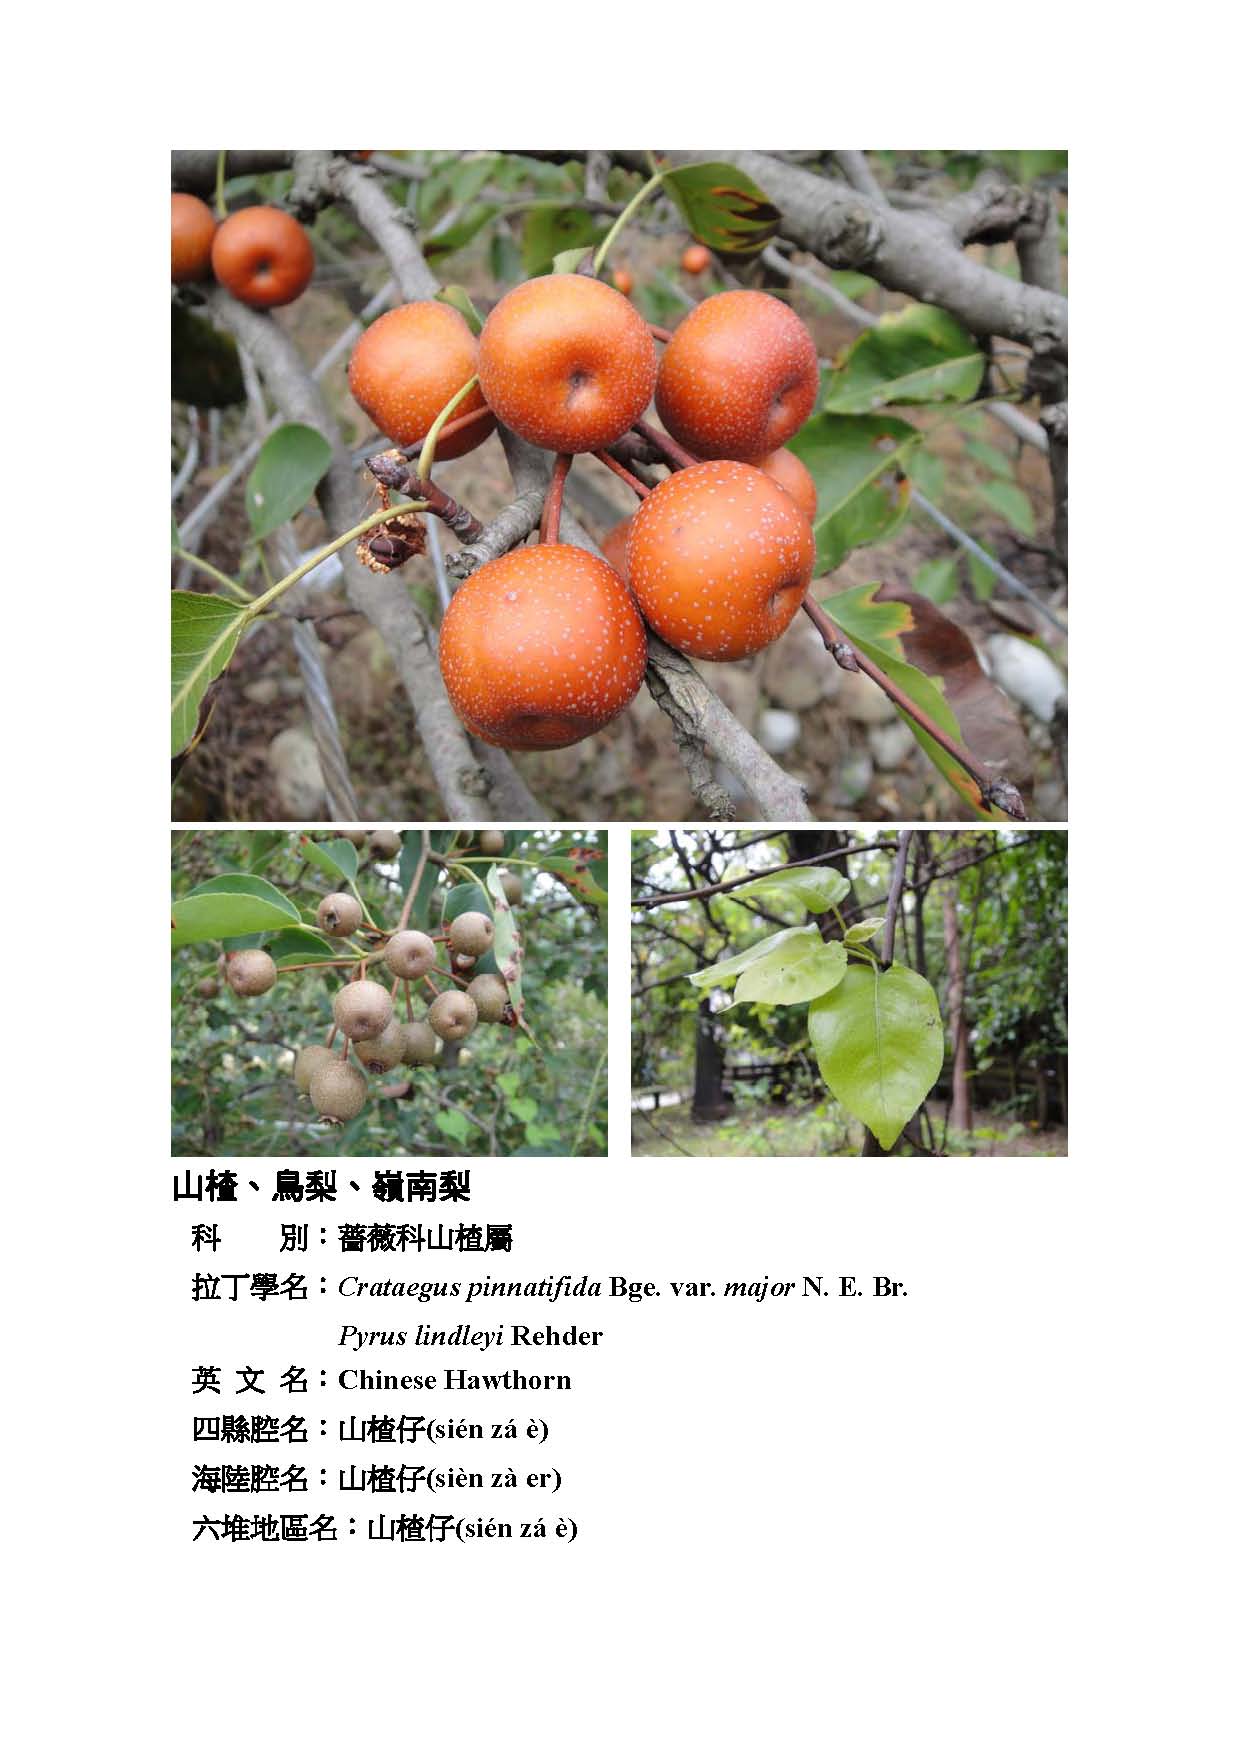 山楂、鳥梨、嶺南梨
科　　別：薔薇科山楂屬
拉丁學名：Crataegus pinnatifida Bge. var. major N. E. Br.
Pyrus lindleyi Rehder
英 文 名：Chinese Hawthorn
四縣腔名：山楂仔(sién zá è)
海陸腔名：山楂仔(sièn zà er)
六堆地區名：山楂仔(sién zá è)